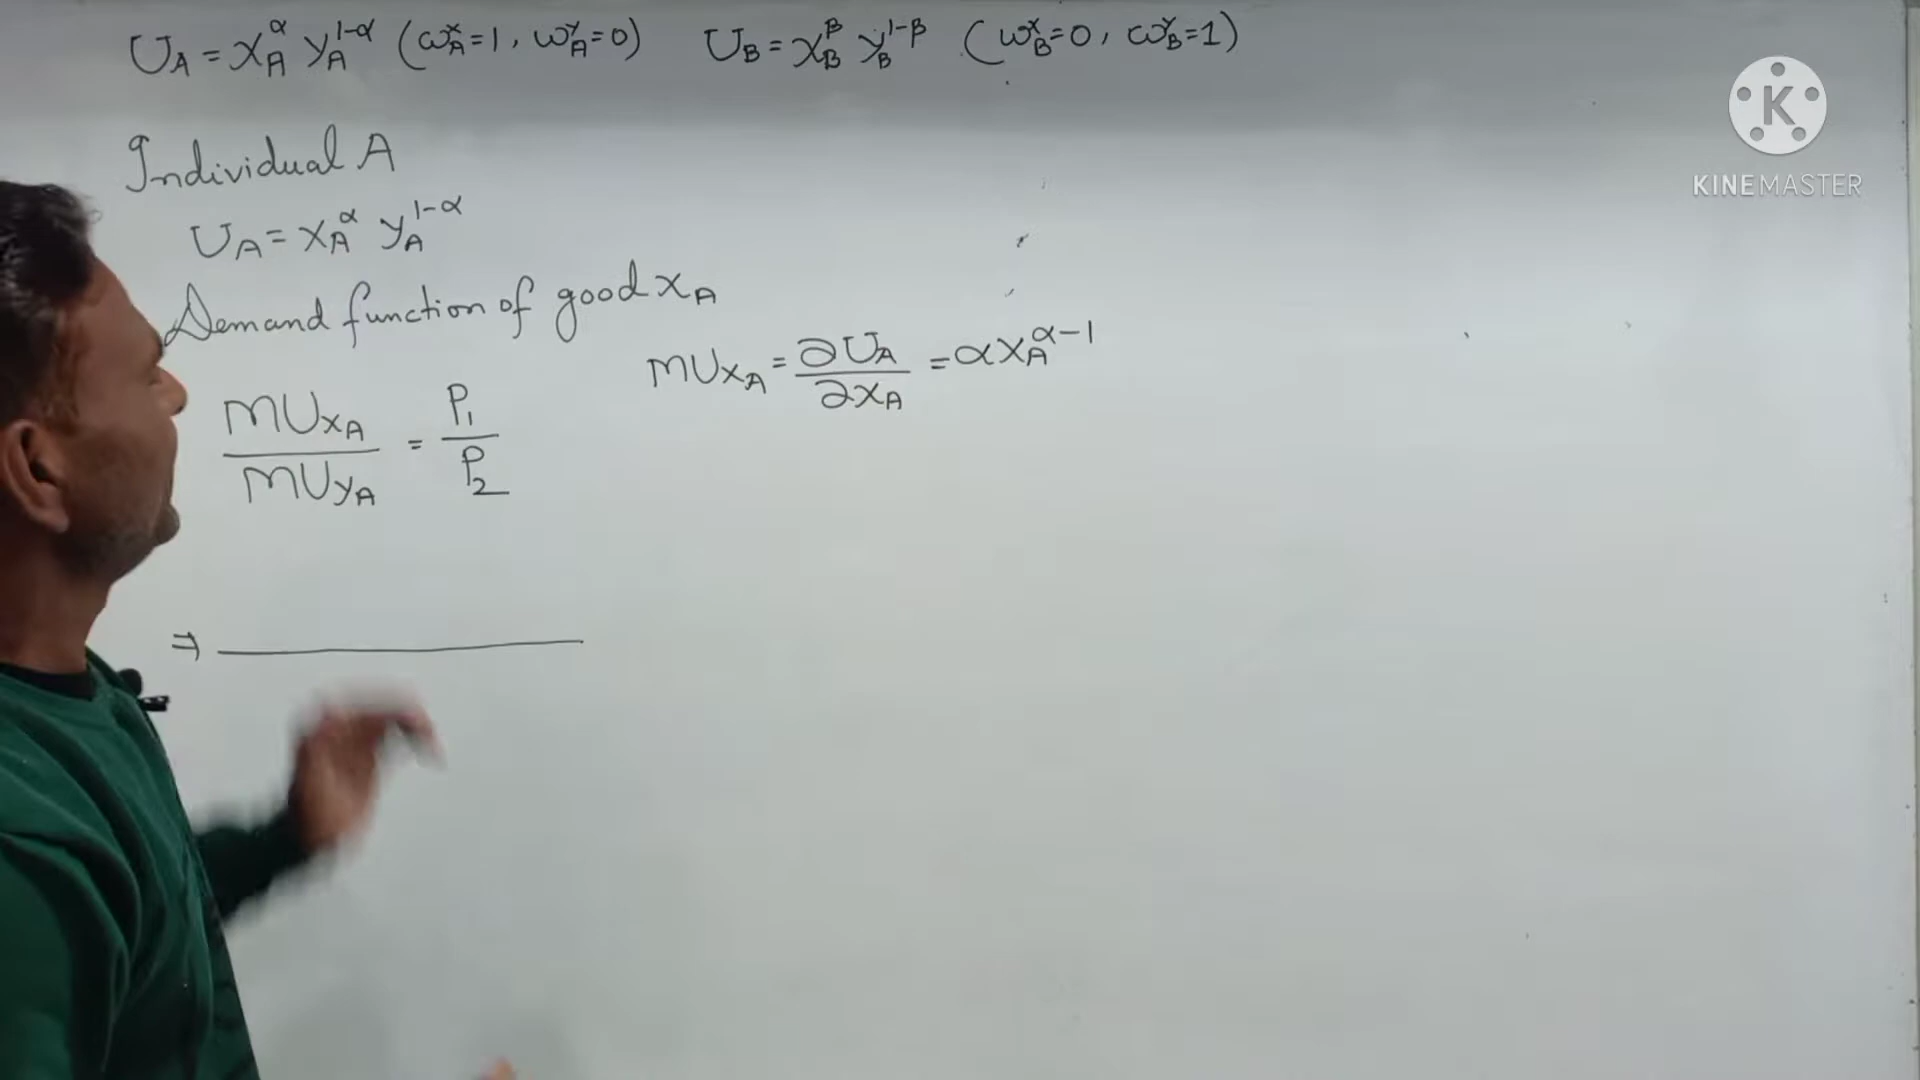 U_A = x_A^α y_A^{1-α} (ω_A^x=1, ω_A^y=0) U_B = x_B^β y_B^{1-β} (ω_B^x=0, ω_B^y=1)
Individual A
U_A = x_A^α y_A^{1-α}
Demand function of good x_A
MU_{x_A} / MU_{y_A} = P_1 / P_2
MU_{x_A} = ∂U_A / ∂x_A = αx_A^{α-1}
⇒
K
KINEMASTER